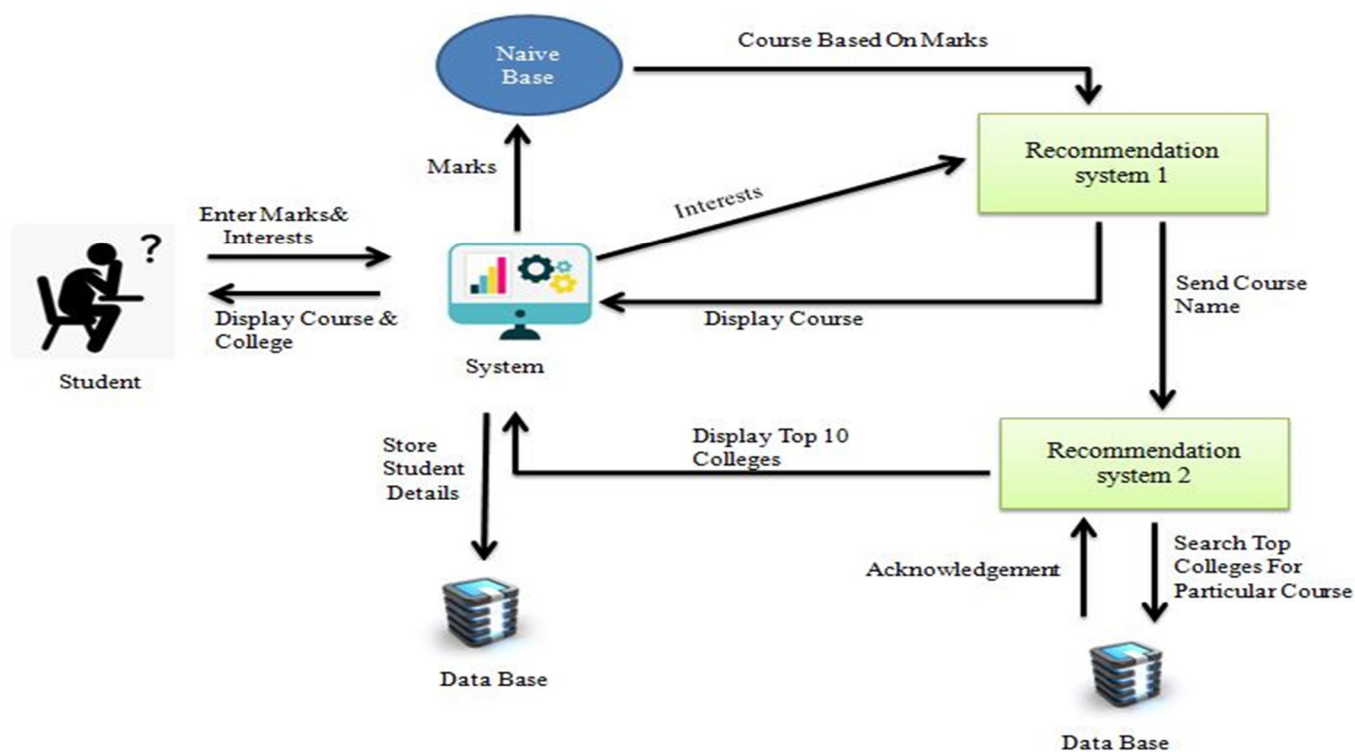 Course Based On Marks
Naive
Base
Recommendation
system 1
Marks
Interests
Enter Marks&
Interests
?
Send Course
Name
Display Course &
College
Display Course
System
Student
Display Top 10
Colleges
Store
Student
Details
Recommendation
system 2
Acknowledgement
Search Top
Colleges For
Particular Course
Data Base
Data Base